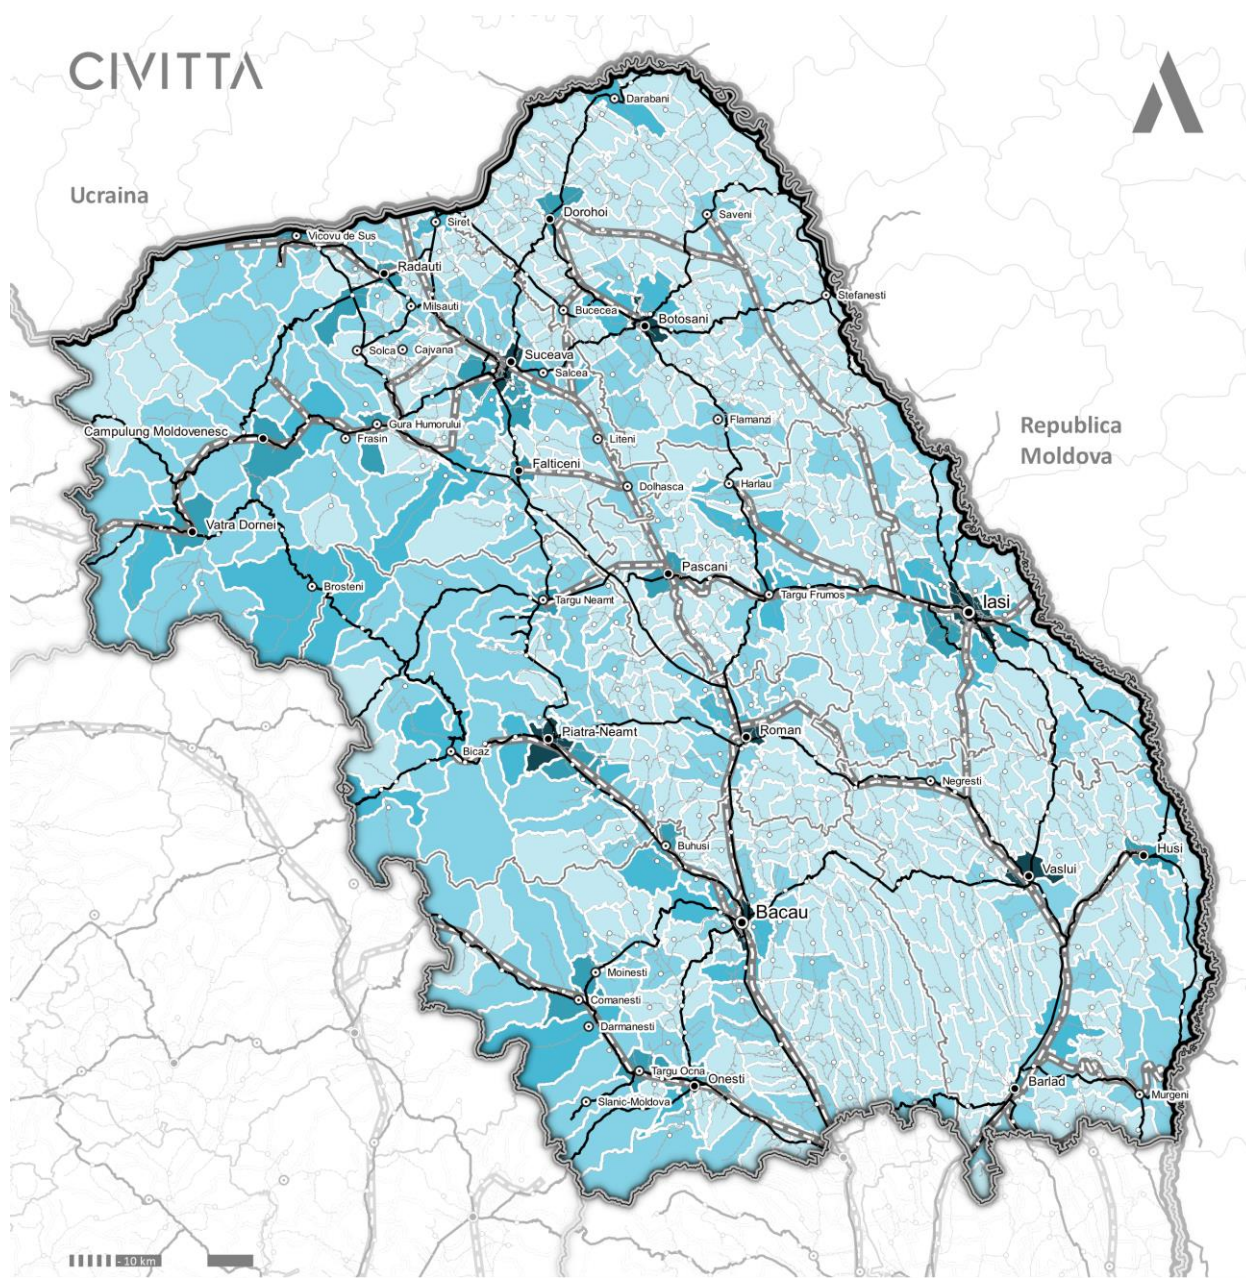 CIVITTA
Darabani
Ucraina
Dorohoi
Saveni
Siret
Vicovu de Sus
Radauti
Stefanesti
Milsauti
Bucecea
Botosani
Solca
Cajvana
Suceava
Salcea
Flamanzi
Gura Humorului
Republica
Moldova
Campulung Moldovenesc
Frasin
Liteni
Falticeni
Dolhasca
Harlau
Vatra Dornei
Pascani
Brosteni
Targu Neamt
Targu Frumos
Iasi
Piatra-Neamt
Roman
Bicaz
Negresti
Buhusi
Husi
Vaslui
Bacau
Moinesti
Comanesti
Darmanesti
Targu Ocna
Onesti
Barlad
Slanic-Moldova
Murgeni
- 10 km